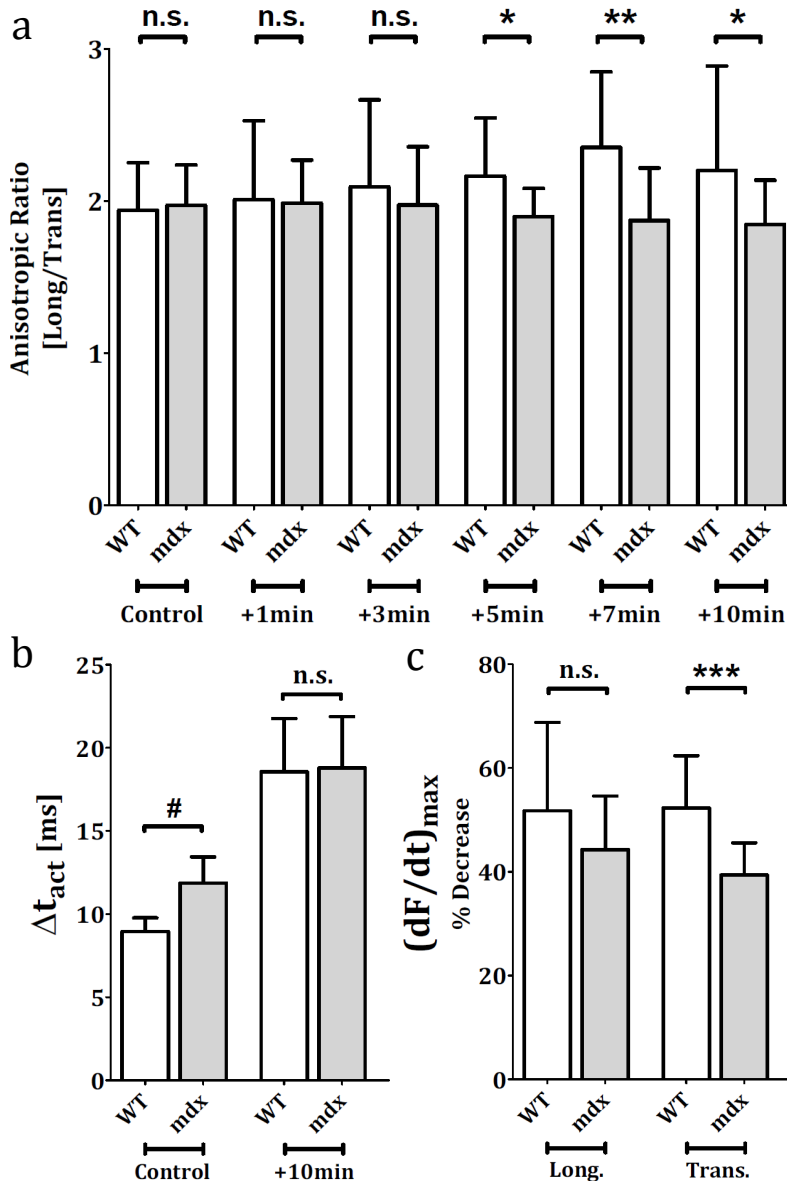 a
n.s. n.s. n.s. * ** *
Anisotropic Ratio
[Long/Trans]
3
2
1
0
WT mdx WT mdx WT mdx WT mdx WT mdx WT mdx
Control +1min +3min +5min +7min +10min
b
Δt_act [ms]
25
20
15
10
5
0
# n.s.
WT mdx WT mdx
Control +10min
c
(dF/dt)max
% Decrease
80
60
40
20
0
n.s. ***
WT mdx WT mdx
Long. Trans.